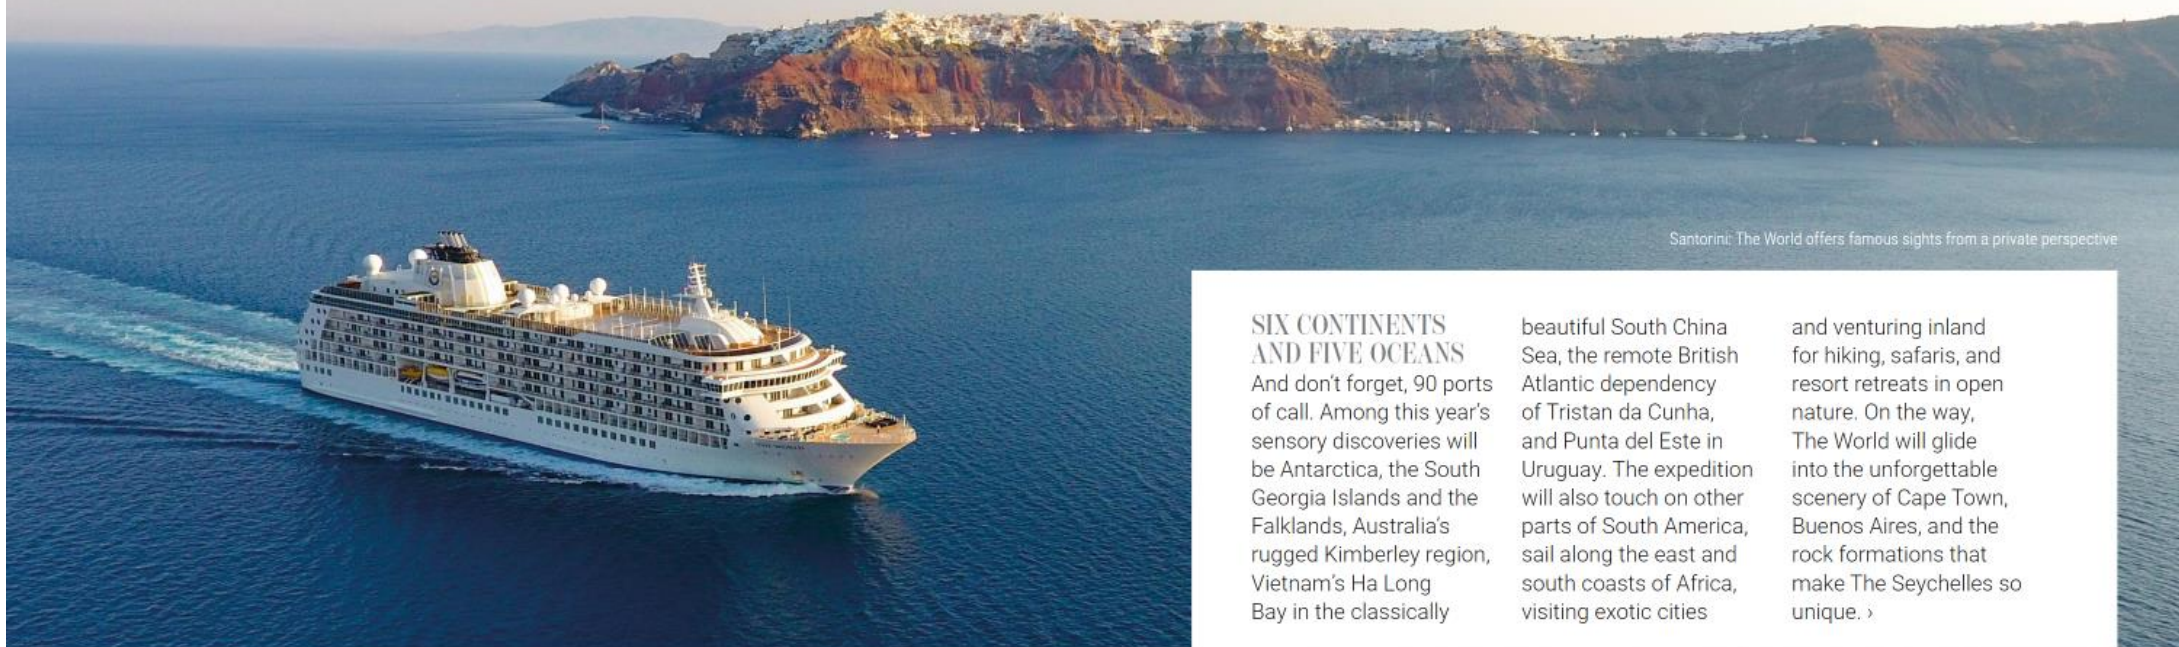 Santorini: The World offers famous sights from a private perspective
SIX CONTINENTS
AND FIVE OCEANS
And don't forget, 90 ports
of call. Among this year's
sensory discoveries will
be Antarctica, the South
Georgia Islands and the
Falklands, Australia's
rugged Kimberley region,
Vietnam's Ha Long
Bay in the classically
beautiful South China
Sea, the remote British
Atlantic dependency
of Tristan da Cunha,
and Punta del Este in
Uruguay. The expedition
will also touch on other
parts of South America,
sail along the east and
south coasts of Africa,
visiting exotic cities
and venturing inland
for hiking, safaris, and
resort retreats in open
nature. On the way,
The World will glide
into the unforgettable
scenery of Cape Town,
Buenos Aires, and the
rock formations that
make The Seychelles so
unique. ›